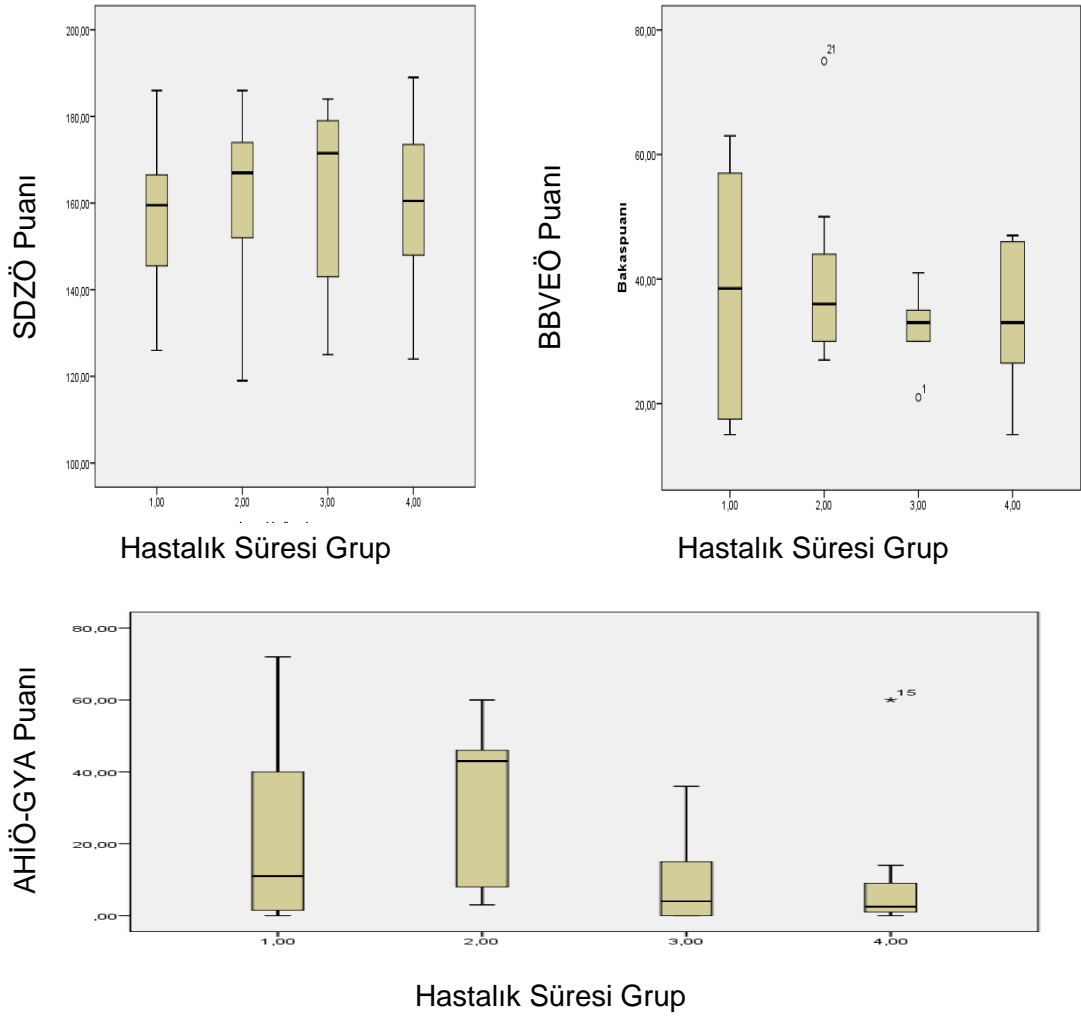 200,00
180,00
160,00
140,00
120,00
100,00
SDZÖ Puanı
1,00 2,00 3,00 4,00
Hastalık Süresi Grup
80,00
60,00
40,00
20,00
BBVEÖ Puanı
Bakaspuanı
21
1
1,00 2,00 3,00 4,00
Hastalık Süresi Grup
80,00
60,00
40,00
20,00
,00
AHİÖ-GYA Puanı
15
1,00 2,00 3,00 4,00
Hastalık Süresi Grup